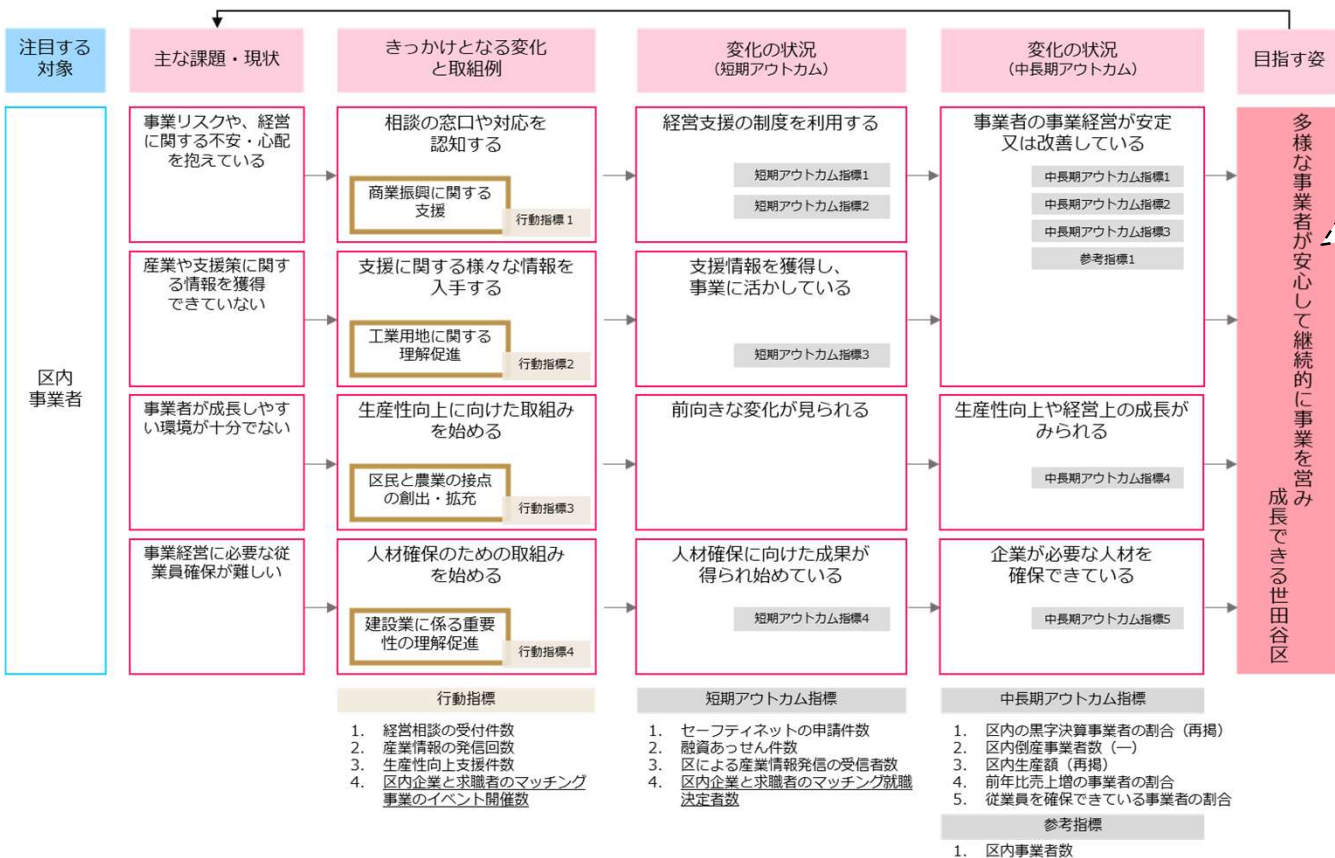 注目する
対象
主な課題・現状
きっかけとなる変化
と取組例
変化の状況
(短期アウトカム)
変化の状況
(中長期アウトカム)
目指す姿
区内
事業者
事業リスクや、経営
に関する不安・心配
を抱えている
相談の窓口や対応を
認知する
商業振興に関する
支援
行動指標1
経営支援の制度を利用する
短期アウトカム指標1
短期アウトカム指標2
事業者の事業経営が安定
又は改善している
中長期アウトカム指標1
中長期アウトカム指標2
中長期アウトカム指標3
参考指標1
産業や支援策に関す
る情報を獲得
できていない
支援に関する様々な情報を
入手する
工業用地に関する
理解促進
行動指標2
支援情報を獲得し、
事業に活かしている
短期アウトカム指標3
事業者が成長しやす
い環境が十分でない
生産性向上に向けた取組み
を始める
区民と農業の接点
の創出・拡充
行動指標3
前向きな変化が見られる
生産性向上や経営上の成長が
みられる
中長期アウトカム指標4
事業経営に必要な従
業員確保が難しい
人材確保のための取組み
を始める
建設業に係る重要
性の理解促進
行動指標4
人材確保に向けた成果が
得られ始めている
短期アウトカム指標4
企業が必要な人材を
確保できている
中長期アウトカム指標5
多様な事業者が安心して継続的に事業を営み
成長できる世田谷区
行動指標
1. 経営相談の受付件数
2. 産業情報の発信回数
3. 生産性向上支援件数
4. 区内企業と求職者のマッチング
事業のイベント開催数
短期アウトカム指標
1. セーフティネットの申請件数
2. 融資あっせん件数
3. 区による産業情報発信の受信者数
4. 区内企業と求職者のマッチング就職
決定者数
中長期アウトカム指標
1. 区内の黒字決算事業者の割合(再掲)
2. 区内倒産事業者数(―)
3. 区内生産額(再掲)
4. 前年比売上増の事業者の割合
5. 従業員を確保できている事業者の割合
参考指標
1. 区内事業者数